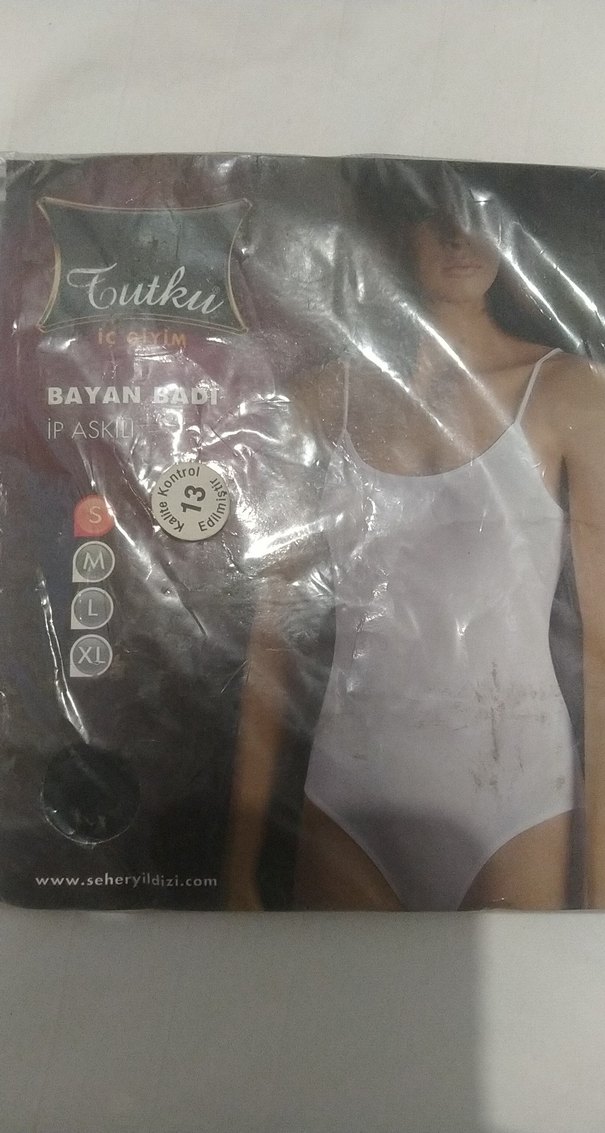 Tutku
İÇ GİYİM
BAYAN BADİ
İP ASKILI
Kalite Kontrol
13
Edilmiştir
S
M
L
XL
www.seheryildizi.com